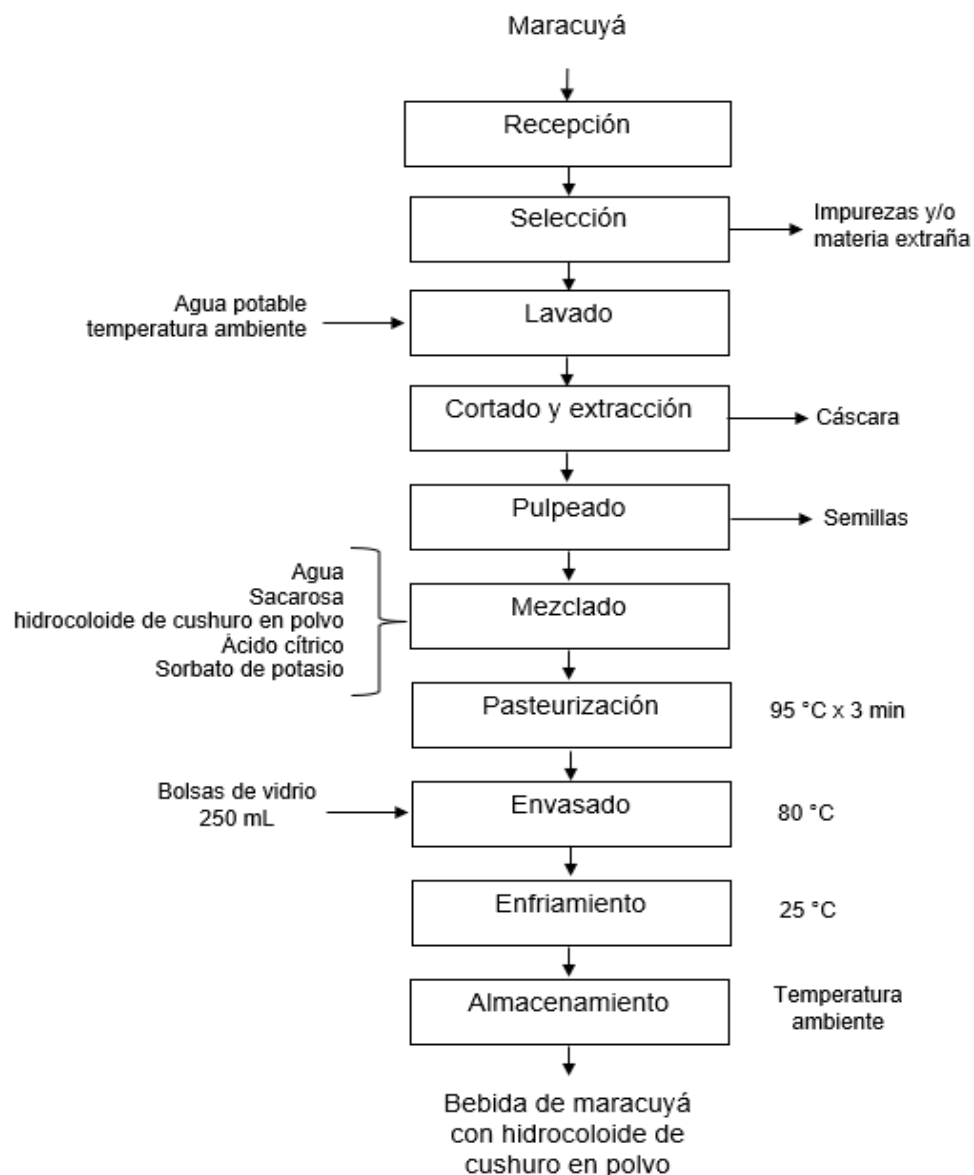 Maracuyá
Recepción
Selección
Impurezas y/o
materia extraña
Agua potable
temperatura ambiente
Lavado
Cortado y extracción
Cáscara
Pulpeado
Semillas
Agua
Sacarosa
hidrocoloide de cushuro en polvo
Ácido cítrico
Sorbato de potasio
Mezclado
Pasteurización
95 °C x 3 min
Bolsas de vidrio
250 mL
Envasado
80 °C
Enfriamiento
25 °C
Almacenamiento
Temperatura
ambiente
Bebida de maracuyá
con hidrocoloide de
cushuro en polvo